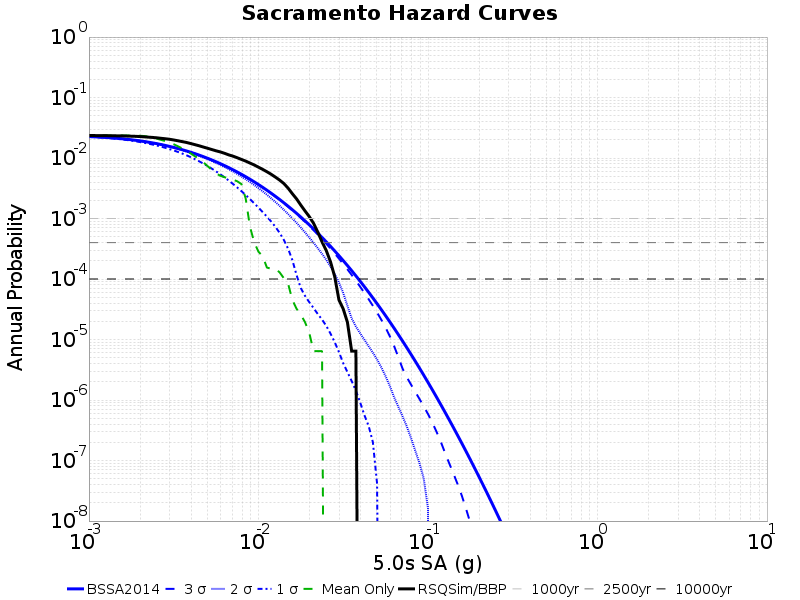 Sacramento Hazard Curves
10^0
10^-1
10^-2
10^-3
10^-4
10^-5
10^-6
10^-7
10^-8
Annual Probability
10^-3 10^-2 10^-1 10^0 10^1
5.0s SA (g)
BSSA2014 3 σ 2 σ 1 σ Mean Only RSQSim/BBP 1000yr 2500yr 10000yr